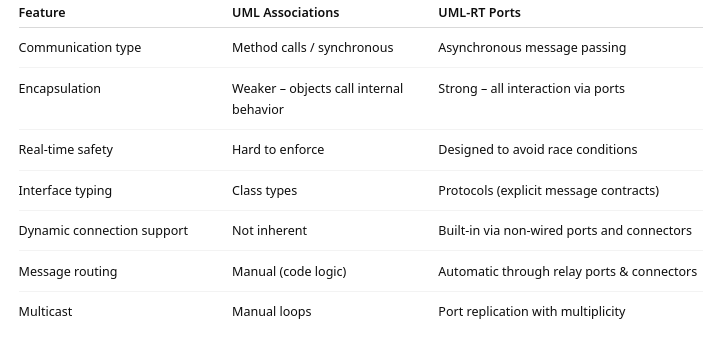 Feature UML Associations UML-RT Ports
Communication type Method calls / synchronous Asynchronous message passing
Encapsulation Weaker – objects call internal behavior Strong – all interaction via ports
Real-time safety Hard to enforce Designed to avoid race conditions
Interface typing Class types Protocols (explicit message contracts)
Dynamic connection support Not inherent Built-in via non-wired ports and connectors
Message routing Manual (code logic) Automatic through relay ports & connectors
Multicast Manual loops Port replication with multiplicity